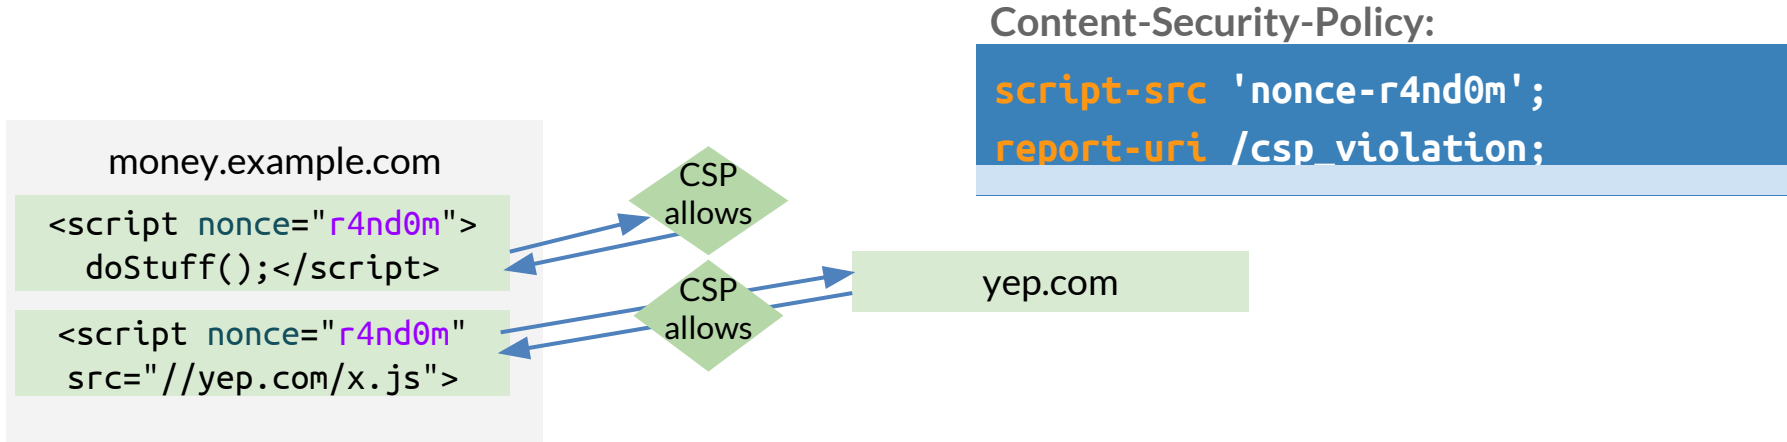 Content-Security-Policy:
script-src 'nonce-r4nd0m';
report-uri /csp_violation;
money.example.com
<script nonce="r4nd0m">
doStuff();</script>
<script nonce="r4nd0m"
src="//yep.com/x.js">
CSP
allows
CSP
allows
yep.com